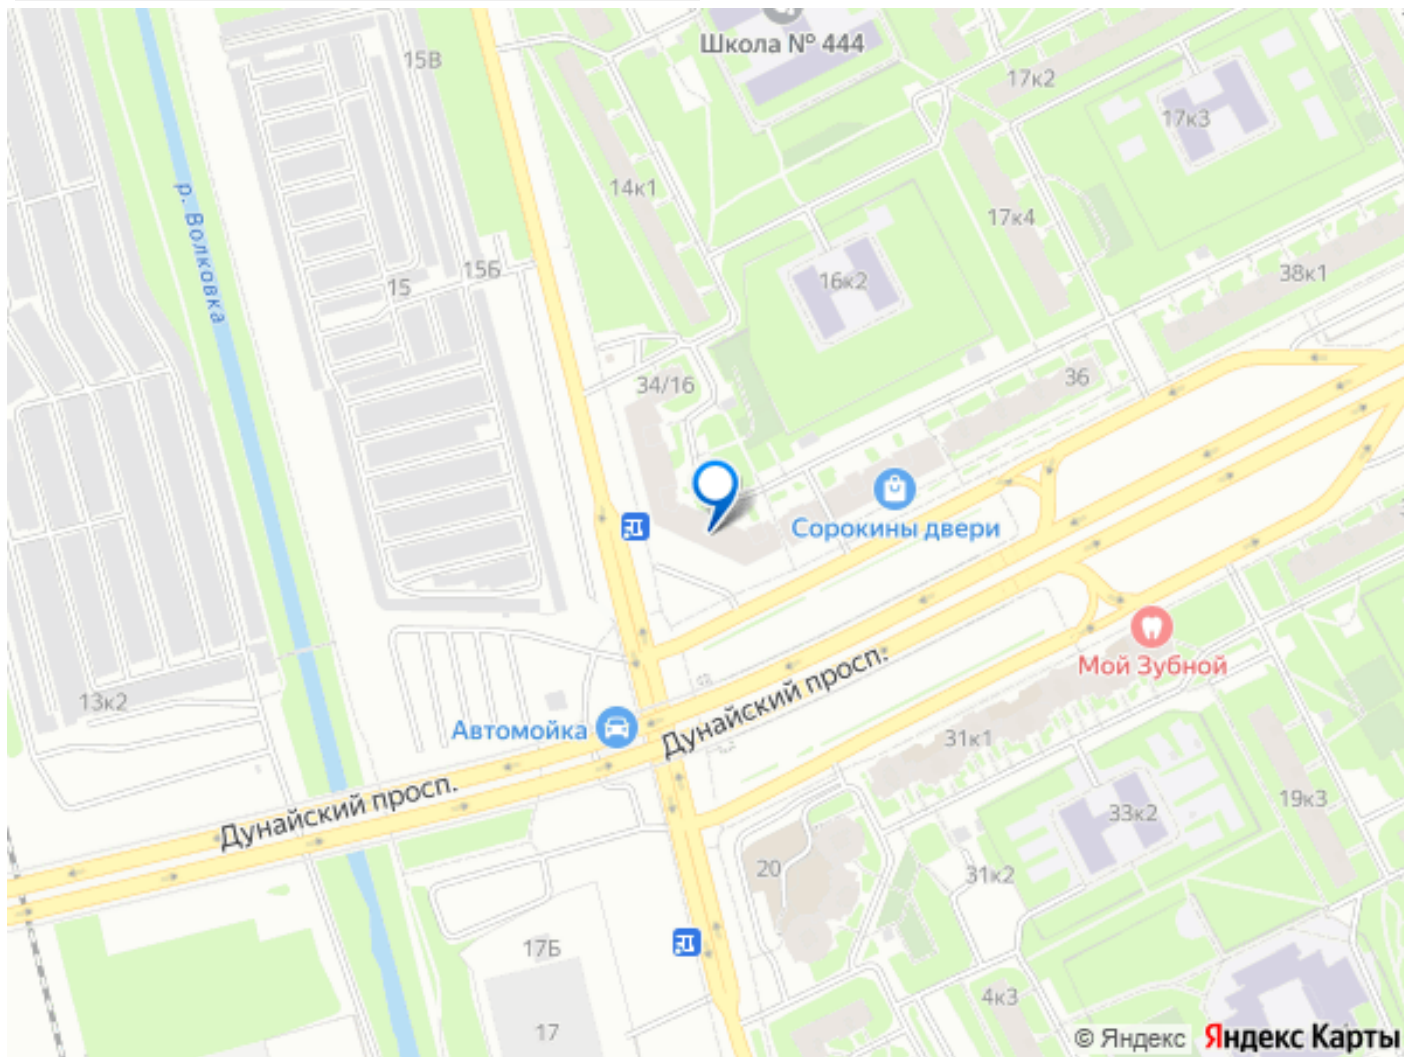 Школа № 444
15В
17к2
17к3
14к1
р. Волковка
17к4
15Б
15
16к2
38к1
34/16
36
Сорокины двери
Мой Зубной
13к2
Автомойка
Дунайский просп.
31к1
Дунайский просп.
33к2
19к3
20
31к2
17Б
4к3
17
© Яндекс Яндекс Карты